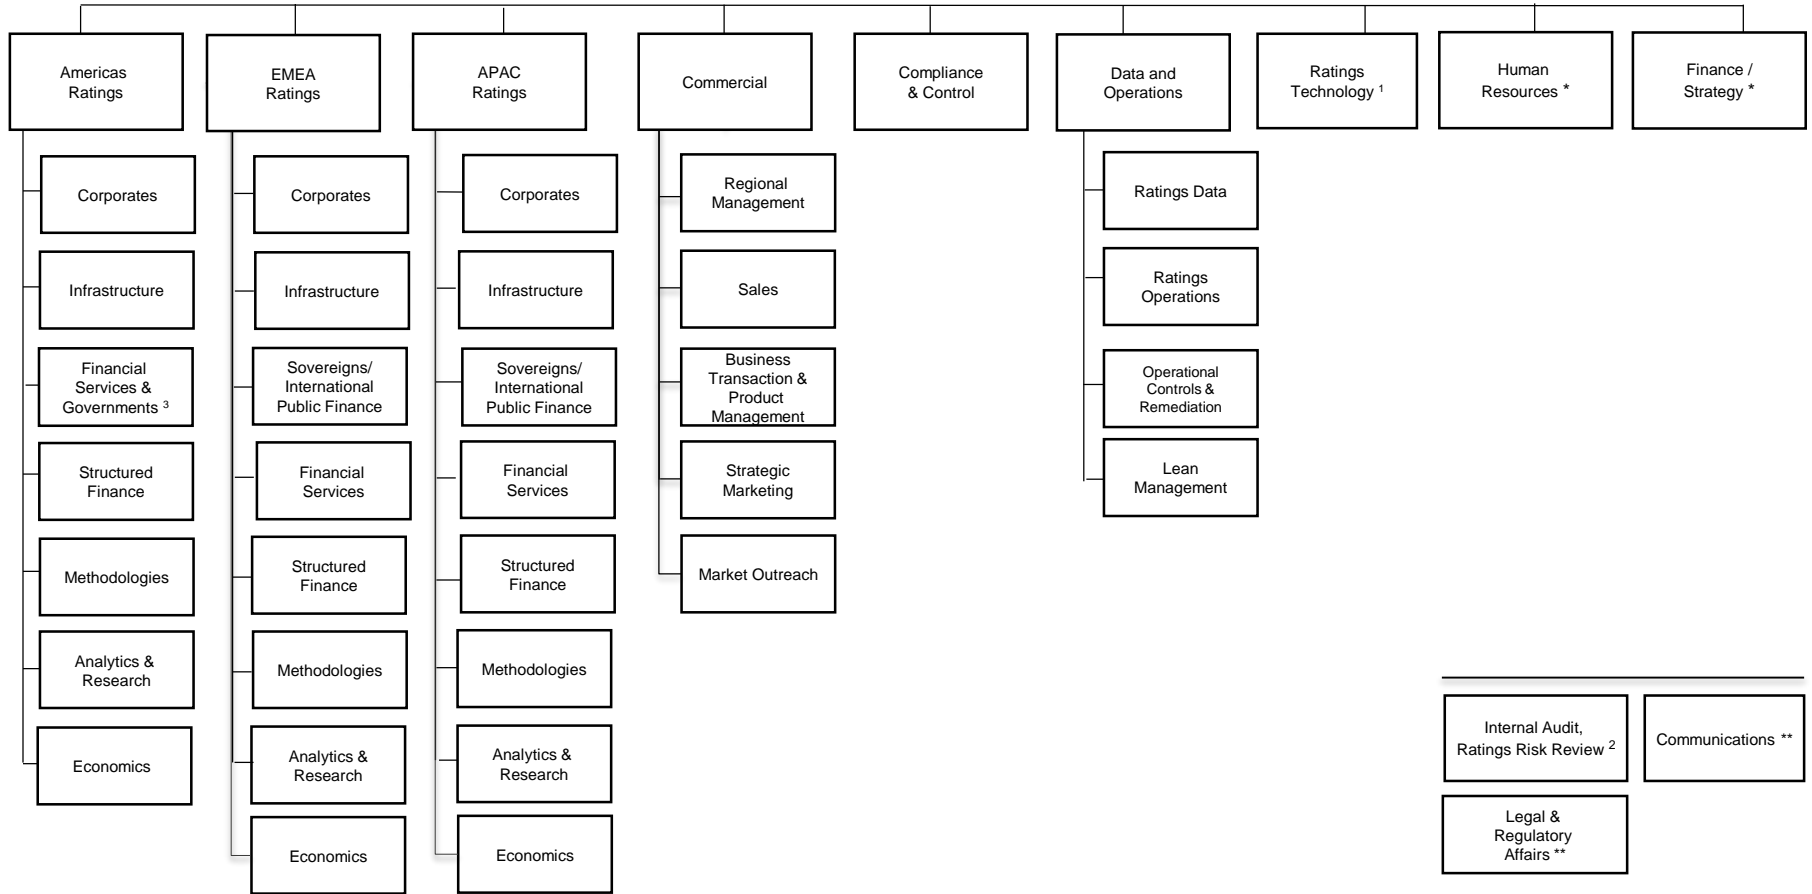 Americas
Ratings
EMEA
Ratings
APAC
Ratings
Commercial
Compliance
& Control
Data and
Operations
Ratings
Technology 1
Human
Resources *
Finance /
Strategy *
Corporates
Infrastructure
Financial
Services &
Governments 3
Structured
Finance
Methodologies
Analytics &
Research
Economics
Corporates
Infrastructure
Sovereigns/
International
Public Finance
Financial
Services
Structured
Finance
Methodologies
Analytics &
Research
Economics
Corporates
Infrastructure
Sovereigns/
International
Public Finance
Financial
Services
Structured
Finance
Methodologies
Analytics &
Research
Economics
Regional
Management
Sales
Business
Transaction &
Product
Management
Strategic
Marketing
Market Outreach
Ratings Data
Ratings
Operations
Operational
Controls &
Remediation
Lean
Management
Internal Audit,
Ratings Risk Review 2
Communications **
Legal &
Regulatory
Affairs **